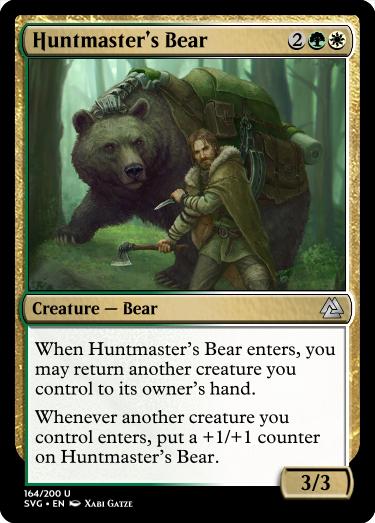 Huntmaster's Bear 2
Creature — Bear
When Huntmaster's Bear enters, you
may return another creature you
control to its owner's hand.
Whenever another creature you
control enters, put a +1/+1 counter
on Huntmaster's Bear.
3/3
164/200 U
SVG • EN Xabi Gatze